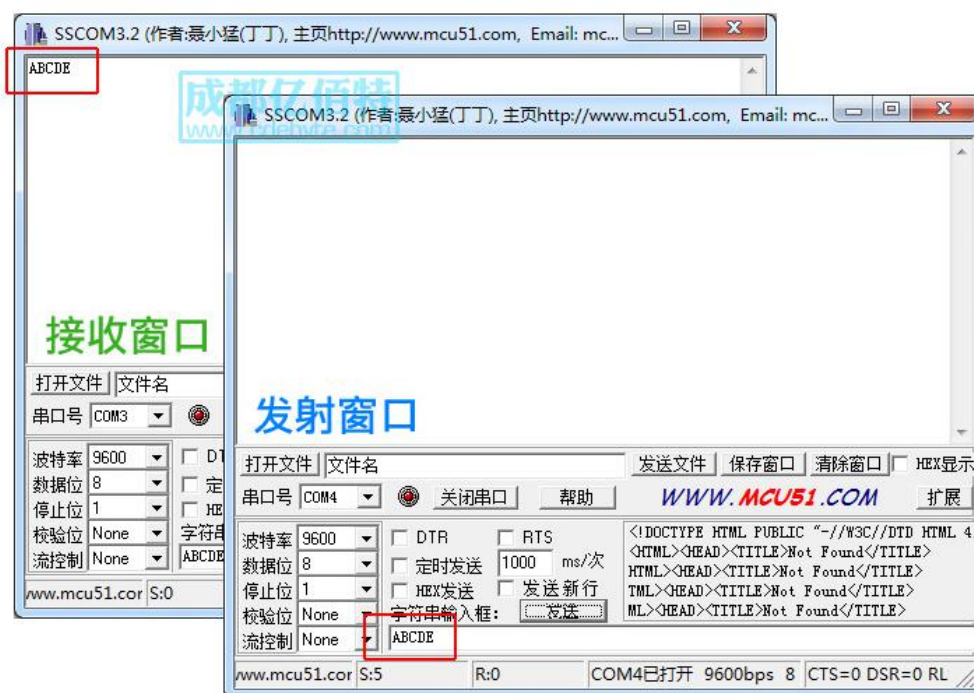 SSCOM3.2 (作者:聂小猛(丁丁), 主页http://www.mcu51.com, Email: mc...
ABCDE
成都亿佰特
www.cdebyte.com
接收窗口
打开文件 文件名
串口号 COM3
波特率 9600
数据位 8
停止位 1
校验位 None
流控制 None
DT
定
HE
字符串
ABCDE
www.mcu51.cor S:0
SSCOM3.2 (作者:聂小猛(丁丁), 主页http://www.mcu51.com, Email: mc...
发射窗口
打开文件 文件名 发送文件 保存窗口 清除窗口 HEX显示
串口号 COM4 关闭串口 帮助 WWW.MCU51.COM 扩展
波特率 9600 DTR RTS
数据位 8 定时发送 1000 ms/次
停止位 1 HEX发送 发送新行
校验位 None 字符串输入框: 发送
流控制 None ABCDE
<!DOCTYPE HTML PUBLIC "-//W3C//DTD HTML 4
<HTML><HEAD><TITLE>Not Found</TITLE>
HTML><HEAD><TITLE>Not Found</TITLE>
TML><HEAD><TITLE>Not Found</TITLE>
ML><HEAD><TITLE>Not Found</TITLE>
www.mcu51.cor S:5 R:0 COM4已打开 9600bps 8 CTS=0 DSR=0 RL